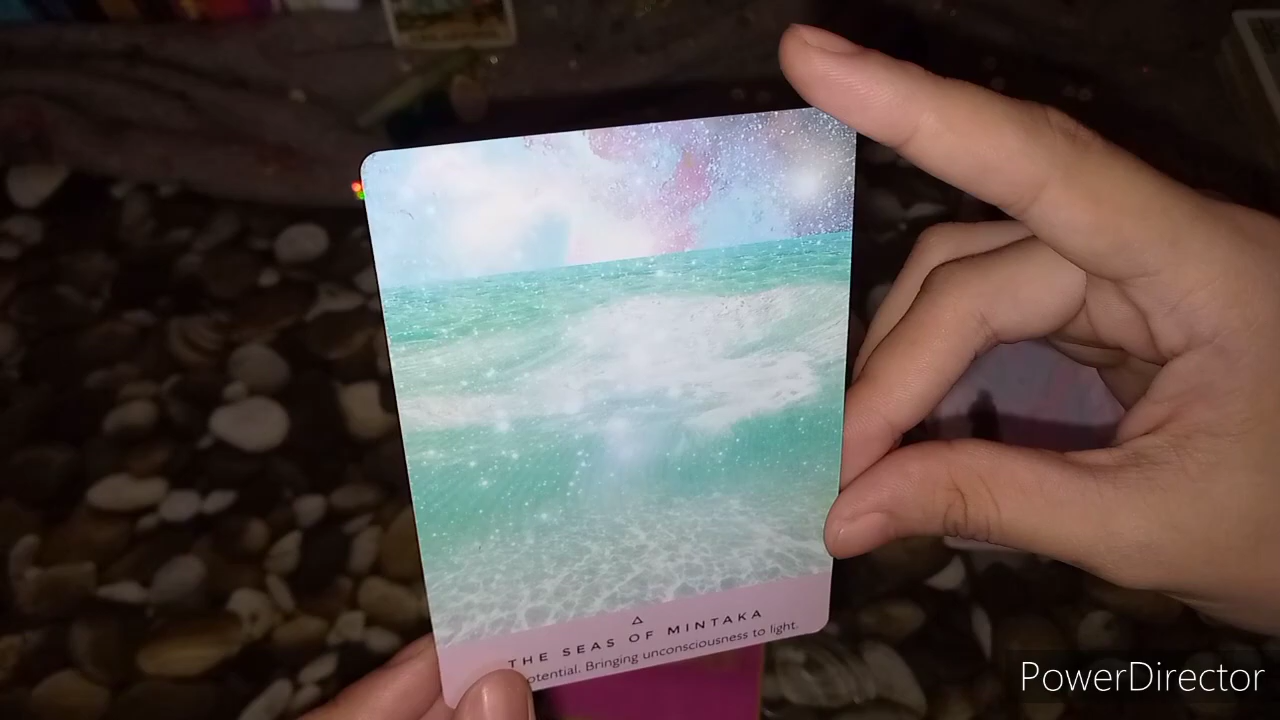 △
THE SEAS OF MINTAKA
otential. Bringing unconsciousness to light.
PowerDirector